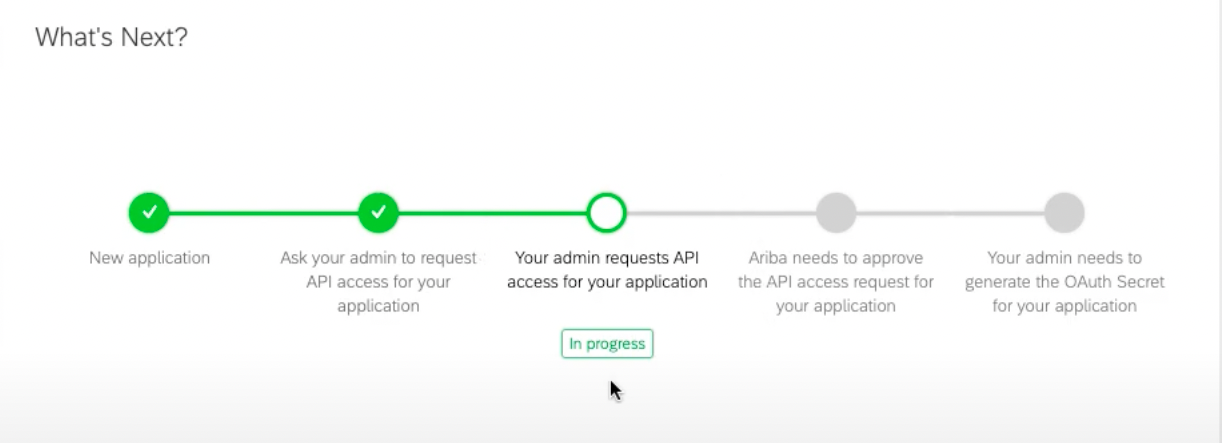 What's Next?
New application
Ask your admin to request
API access for your
application
Your admin requests API
access for your application
In progress
Ariba needs to approve
the API access request for
your application
Your admin needs to
generate the OAuth Secret
for your application